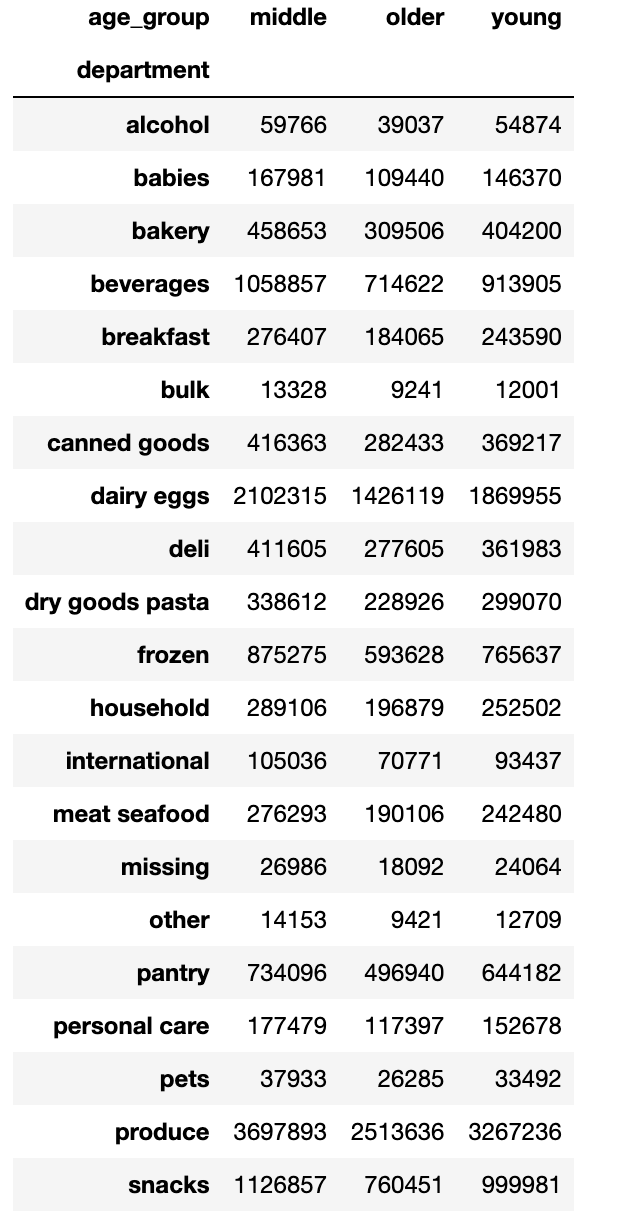 age_group middle older young
department
alcohol 59766 39037 54874
babies 167981 109440 146370
bakery 458653 309506 404200
beverages 1058857 714622 913905
breakfast 276407 184065 243590
bulk 13328 9241 12001
canned goods 416363 282433 369217
dairy eggs 2102315 1426119 1869955
deli 411605 277605 361983
dry goods pasta 338612 228926 299070
frozen 875275 593628 765637
household 289106 196879 252502
international 105036 70771 93437
meat seafood 276293 190106 242480
missing 26986 18092 24064
other 14153 9421 12709
pantry 734096 496940 644182
personal care 177479 117397 152678
pets 37933 26285 33492
produce 3697893 2513636 3267236
snacks 1126857 760451 999981